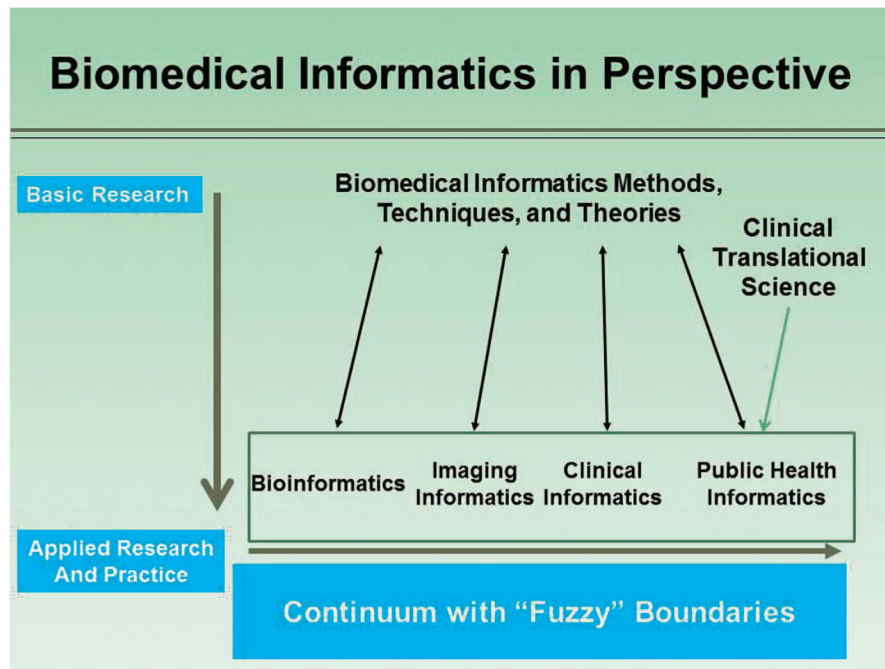 Biomedical Informatics in Perspective
Basic Research
Biomedical Informatics Methods,
Techniques, and Theories
Clinical
Translational
Science
Bioinformatics
Imaging
Informatics
Clinical
Informatics
Public Health
Informatics
Applied Research
And Practice
Continuum with “Fuzzy” Boundaries